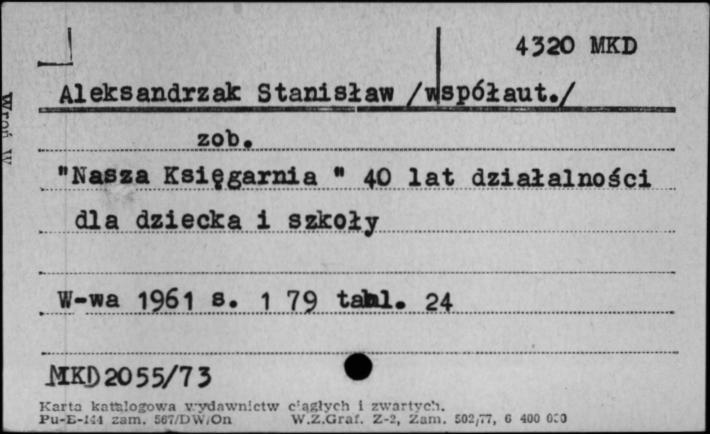 4320 MKD
Aleksandrzak Stanisław /współaut./
zob.
"Nasza Księgarnia " 40 lat działalności
dla dziecka i szkoły
W-wa 1961 s. 1 79 tabl. 24
MKD 2055/73
Karta katalogowa wydawnictw ciągłych i zwartych.
Pu-E-144 zam. 567/DW/On W.Z.Graf. Z-2, Zam. 502/77, 6 400 000